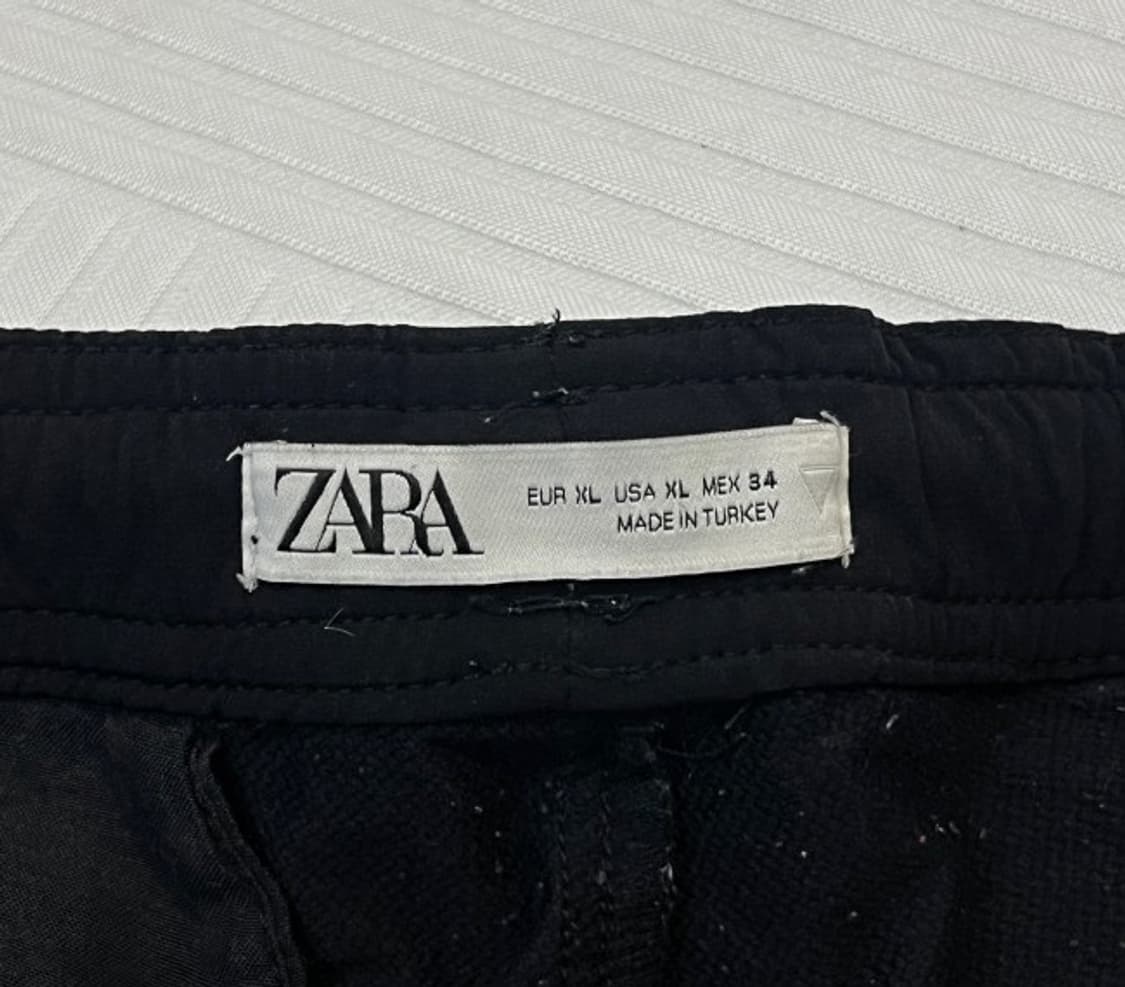 ZARA
EUR XL USA XL MEX 34
MADE IN TURKEY